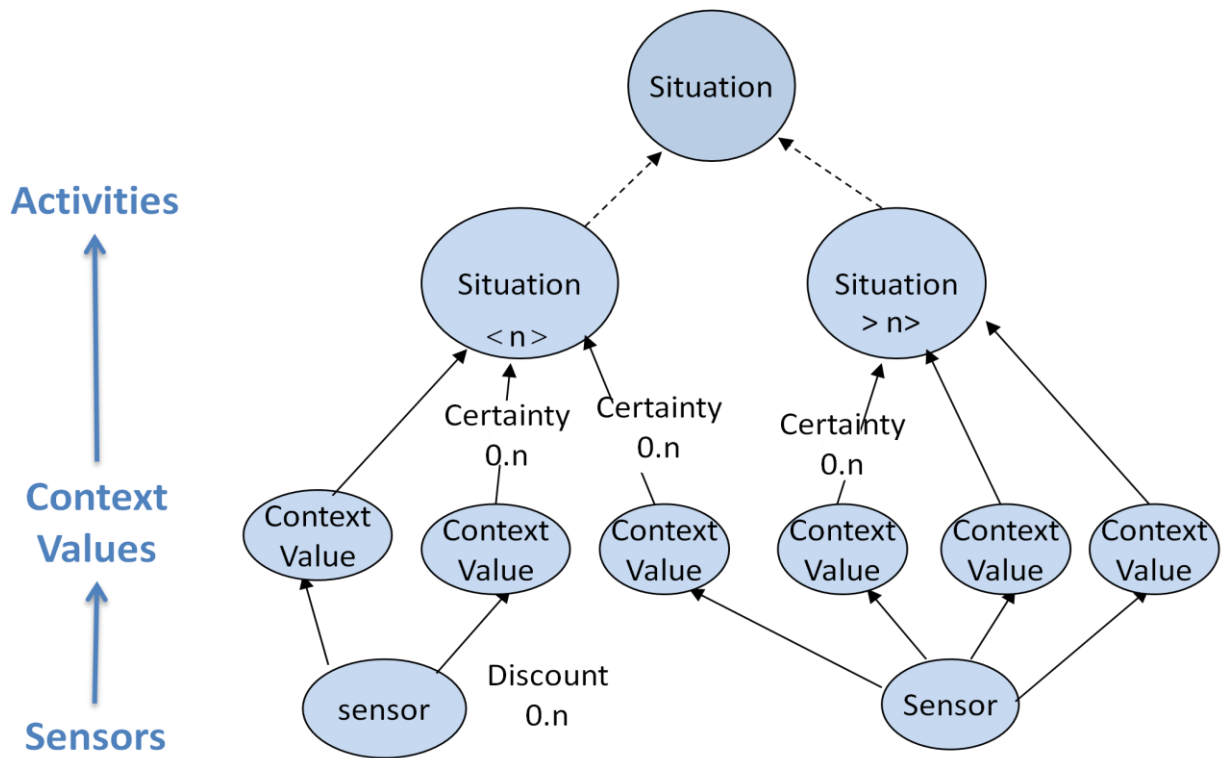 Situation
Activities
Situation
< n >
Situation
> n>
Certainty
0.n
Certainty
0.n
Certainty
0.n
Context
Values
Context
Value
Context
Value
Context
Value
Context
Value
Context
Value
Context
Value
Sensors
sensor
Discount
0.n
Sensor